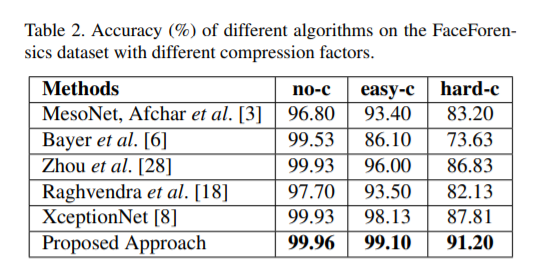 Table 2. Accuracy (%) of different algorithms on the FaceForen-
sics dataset with different compression factors.
Methods no-c easy-c hard-c
MesoNet, Afchar et al. [3] 96.80 93.40 83.20
Bayer et al. [6] 99.53 86.10 73.63
Zhou et al. [28] 99.93 96.00 86.83
Raghvendra et al. [18] 97.70 93.50 82.13
XceptionNet [8] 99.93 98.13 87.81
Proposed Approach 99.96 99.10 91.20